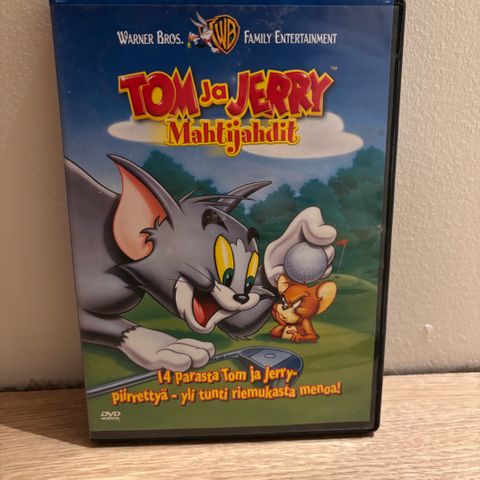 WARNER BROS. WB FAMILY ENTERTAINMENT
TOM JA JERRY™
Mahtijahdit
14 parasta Tom ja Jerry-
piirrettyä - yli tunti riemukasta menoa!
DVD